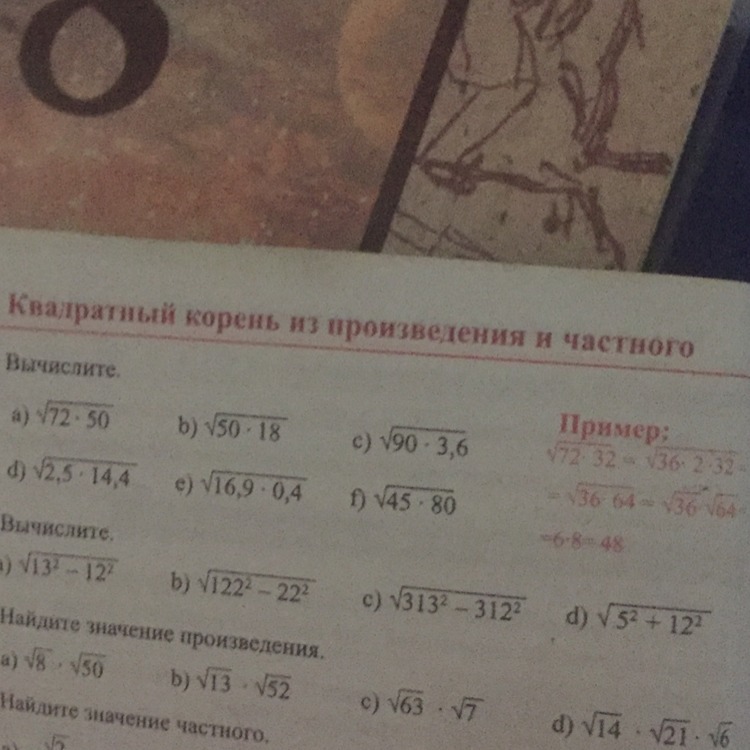 8
Квадратный корень из произведения и частного
Вычислите.
a) √72 · 50 b) √50 · 18 c) √90 · 3,6
d) √2,5 · 14,4 e) √16,9 · 0,4 f) √45 · 80
Пример:
√72 · 32 = √36 · 2 · 32 =
= √36 · 64 = √36 · √64 =
=6·8= 48
Вычислите.
a) √13² − 12² b) √122² − 22² c) √313² − 312² d) √5² + 12²
Найдите значение произведения.
a) √8 · √50 b) √13 · √52 c) √63 · √7 d) √14 · √21 · √6
Найдите значение частного.
√2